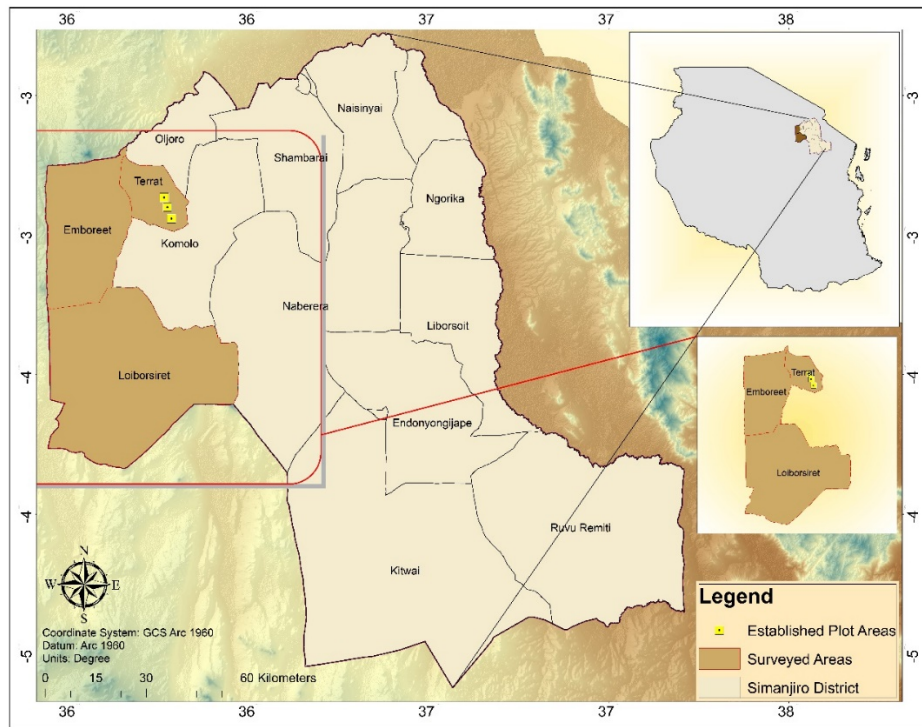 36 36 37 37 38
-3 -3
-3 -3
-4 -4
-4 -4
-5 -5
Naisinyai
Oljoro
Shambarai
Terrat
Ngorika
Emboreet
Komolo
Naberera
Liborsoit
Loiborsiret
Endonyongijape
Ruvu Remiti
Kitwai
Terrat
Emboreet
Loiborsiret
N
W E
S
Coordinate System: GCS Arc 1960
Datum: Arc 1960
Units: Degree
0 15 30 60 Kilometers
Legend
Established Plot Areas
Surveyed Areas
Simanjiro District
36 36 37 37 38